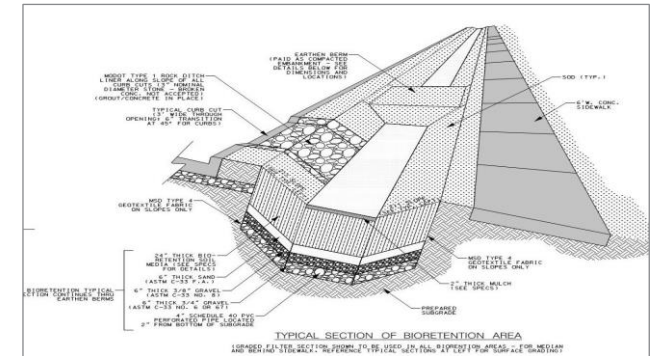 EARTHEN BERM
(PAID AS COMPACTED
EMBANKMENT - SEE
DETAILS BELOW FOR
DIMENSIONS AND
LOCATIONS)
MODOT TYPE 1 ROCK DITCH
LINER ALONG SLOPE OF ALL
CURB CUTS (3" NOMINAL
DIAMETER STONE - BROKEN
CONC. NOT ACCEPTED)
(GROUT/CONCRETE IN PLACE)
SOD (TYP.)
TYPICAL CURB CUT
(3' WIDE THROUGH
OPENING; 6" TRANSITION
AT 45° FOR CURBS)
6'W. CONC.
SIDEWALK
MSD TYPE 4
GEOTEXTILE FABRIC
ON SLOPES ONLY
24" THICK BIO-
RETENTION SOIL
MEDIA (SEE SPECS
FOR DETAILS)
6" THICK SAND
(ASTM C-33 F.A.)
6" THICK 3/8" GRAVEL
(ASTM C-33 NO. 8)
6" THICK 3/4" GRAVEL
(ASTM C-33 NO. 6 OR 67)
4" SCHEDULE 40 PVC
PERFORATED PIPE LOCATED
2" FROM BOTTOM OF SUBGRADE
BIORETENTION TYPICAL
SECTION CONTINUES THRU
EARTHEN BERMS
MSD TYPE 4
GEOTEXTILE FABRIC
ON SLOPES ONLY
2" THICK MULCH
(SEE SPECS)
PREPARED
SUBGRADE
TYPICAL SECTION OF BIORETENTION AREA
(GRADED FILTER SECTION SHOWN TO BE USED IN ALL BIORENTION AREAS - FOR MEDIAN
AND BEHIND SIDEWALK. REFERENCE TYPICAL SECTIONS AT LEFT FOR SURFACE GRADING)